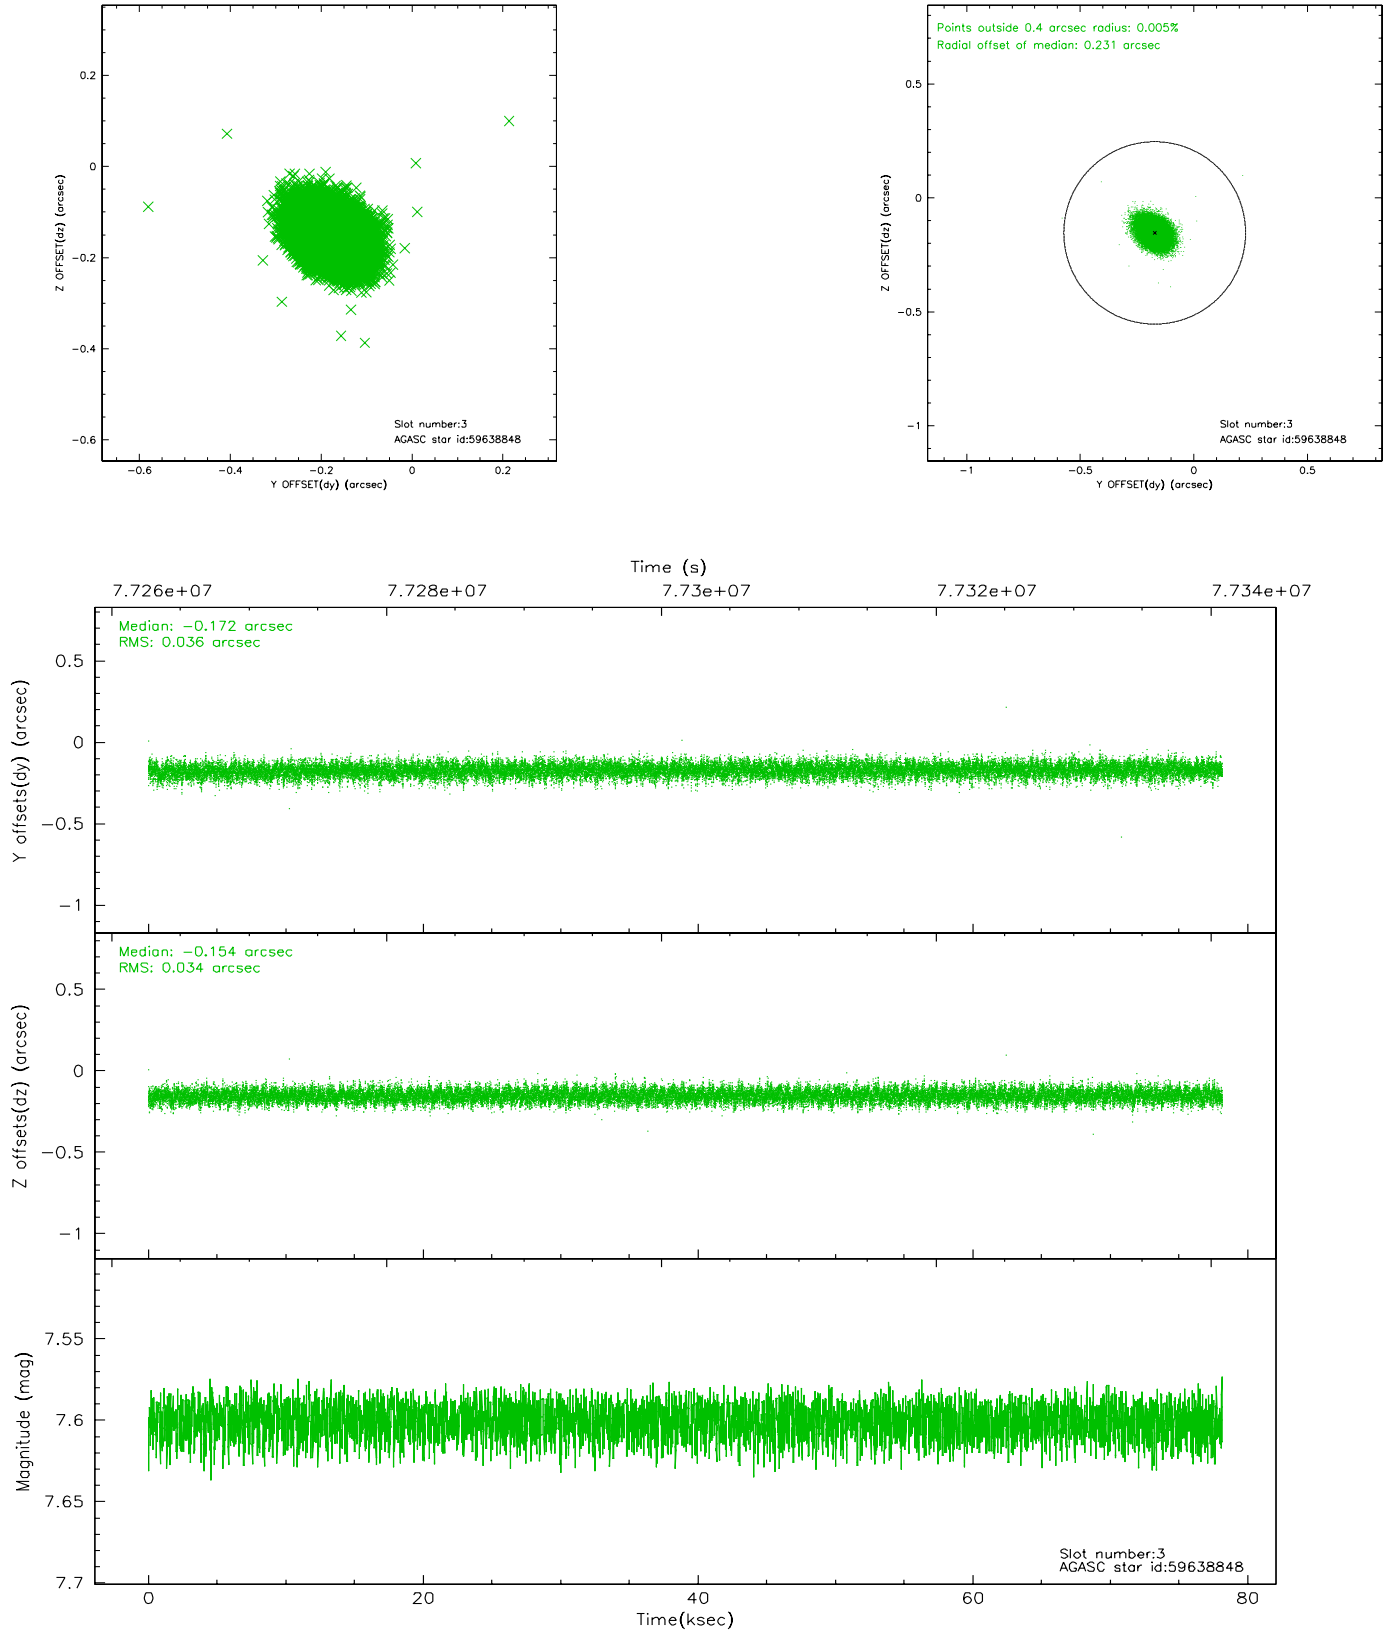 0.2
0
-0.2
-0.4
-0.6
Z OFFSET(dz) (arcsec)
Slot number:3
AGASC star id:59638848
-0.6 -0.4 -0.2 0 0.2
Y OFFSET(dy) (arcsec)
Points outside 0.4 arcsec radius: 0.005%
Radial offset of median: 0.231 arcsec
0.5
0
-0.5
-1
Z OFFSET(dz) (arcsec)
Slot number:3
AGASC star id:59638848
-1 -0.5 0 0.5
Y OFFSET(dy) (arcsec)
Time (s)
7.726e+07 7.728e+07 7.73e+07 7.732e+07 7.734e+07
Median: -0.172 arcsec
RMS: 0.036 arcsec
0.5
0
-0.5
-1
Y offsets(dy) (arcsec)
Median: -0.154 arcsec
RMS: 0.034 arcsec
0.5
0
-0.5
-1
Z offsets(dz) (arcsec)
7.55
7.6
7.65
7.7
Magnitude (mag)
Slot number:3
AGASC star id:59638848
0 20 40 60 80
Time(ksec)